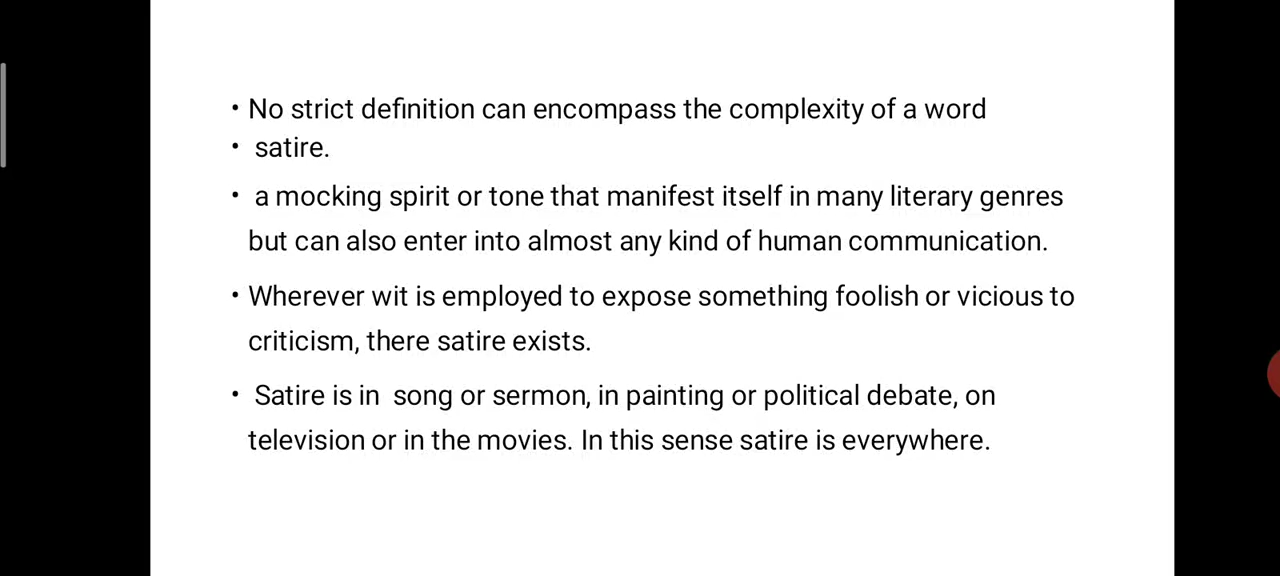 • No strict definition can encompass the complexity of a word
• satire.
• a mocking spirit or tone that manifest itself in many literary genres
but can also enter into almost any kind of human communication.
• Wherever wit is employed to expose something foolish or vicious to
criticism, there satire exists.
• Satire is in  song or sermon, in painting or political debate, on
television or in the movies. In this sense satire is everywhere.